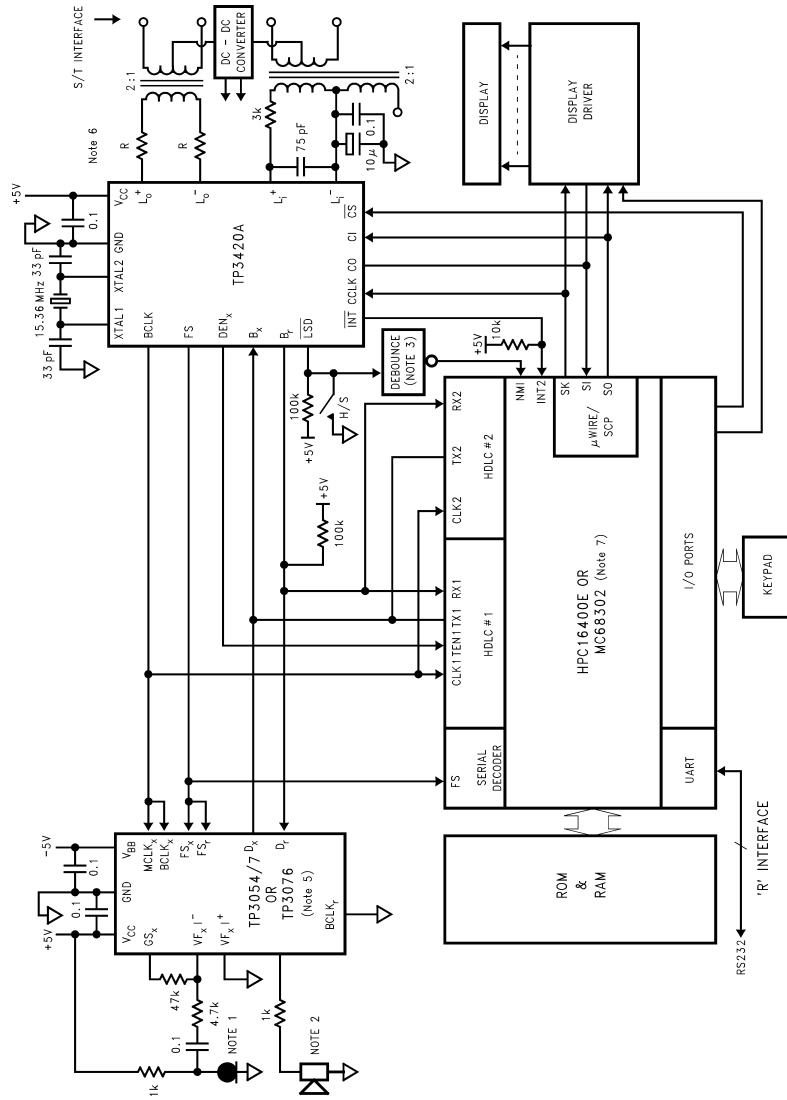 S/T INTERFACE
DC – DC
CONVERTER
2:1
2:1
Note 6
R
R
3k
75 pF
10 μ
0.1
+5V
0.1
33 pF
15.36 MHz
33 pF
VCC
GND
XTAL2
XTAL1
Lo+
Lo−
Li+
Li−
TP3420A
BCLK
FS
DENx
Bx
Br
LSD
CS
CI
CO
CCLK
INT
DISPLAY
DISPLAY
DRIVER
+5V
10k
DEBOUNCE
(NOTE 3)
100k
+5V
H/S
+5V
100k
NMI
INT2
SK
SI
SO
μWIRE/
SCP
RX2
TX2
CLK2
HDLC #2
RX1
TX1
TEN1
CLK1
HDLC #1
FS
SERIAL
DECODER
HPC16400E OR
MC68302 (Note 7)
I/O PORTS
UART
KEYPAD
ROM
&
RAM
RS232
'R' INTERFACE
−5V
0.1
0.1
+5V
VBB
GND
VCC
MCLKx
BCLKx
FSx
FSr
Dx
Dr
TP3054/7
OR
TP3076
(Note 5)
BCLKr
GSx
VFxI−
VFxI+
47k
4.7k
0.1
1k
NOTE 1
1k
NOTE 2